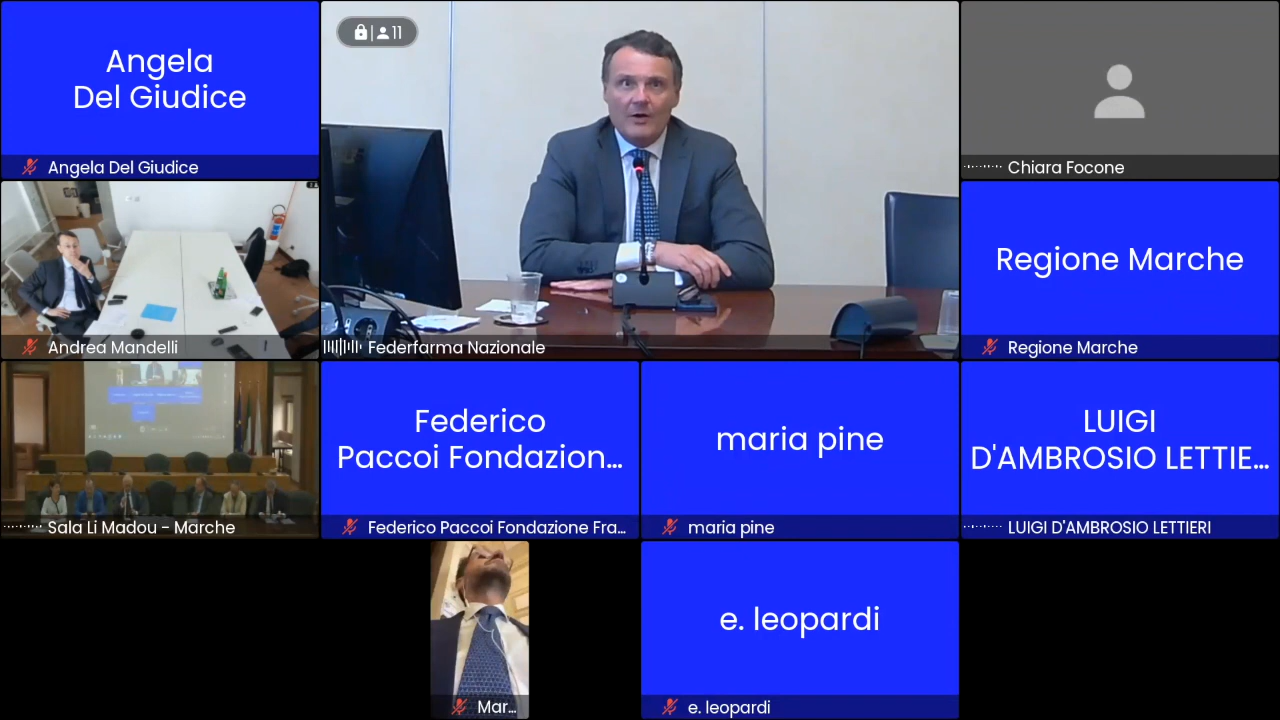 Angela
Del Giudice
Angela Del Giudice
11
Chiara Focone
Andrea Mandelli
Federfarma Nazionale
Regione Marche
Regione Marche
Sala Li Madou - Marche
Federico
Paccoi Fondazion...
Federico Paccoi Fondazione Fra...
maria pine
maria pine
LUIGI
D'AMBROSIO LETTIE...
LUIGI D'AMBROSIO LETTIERI
Mar...
e. leopardi
e. leopardi